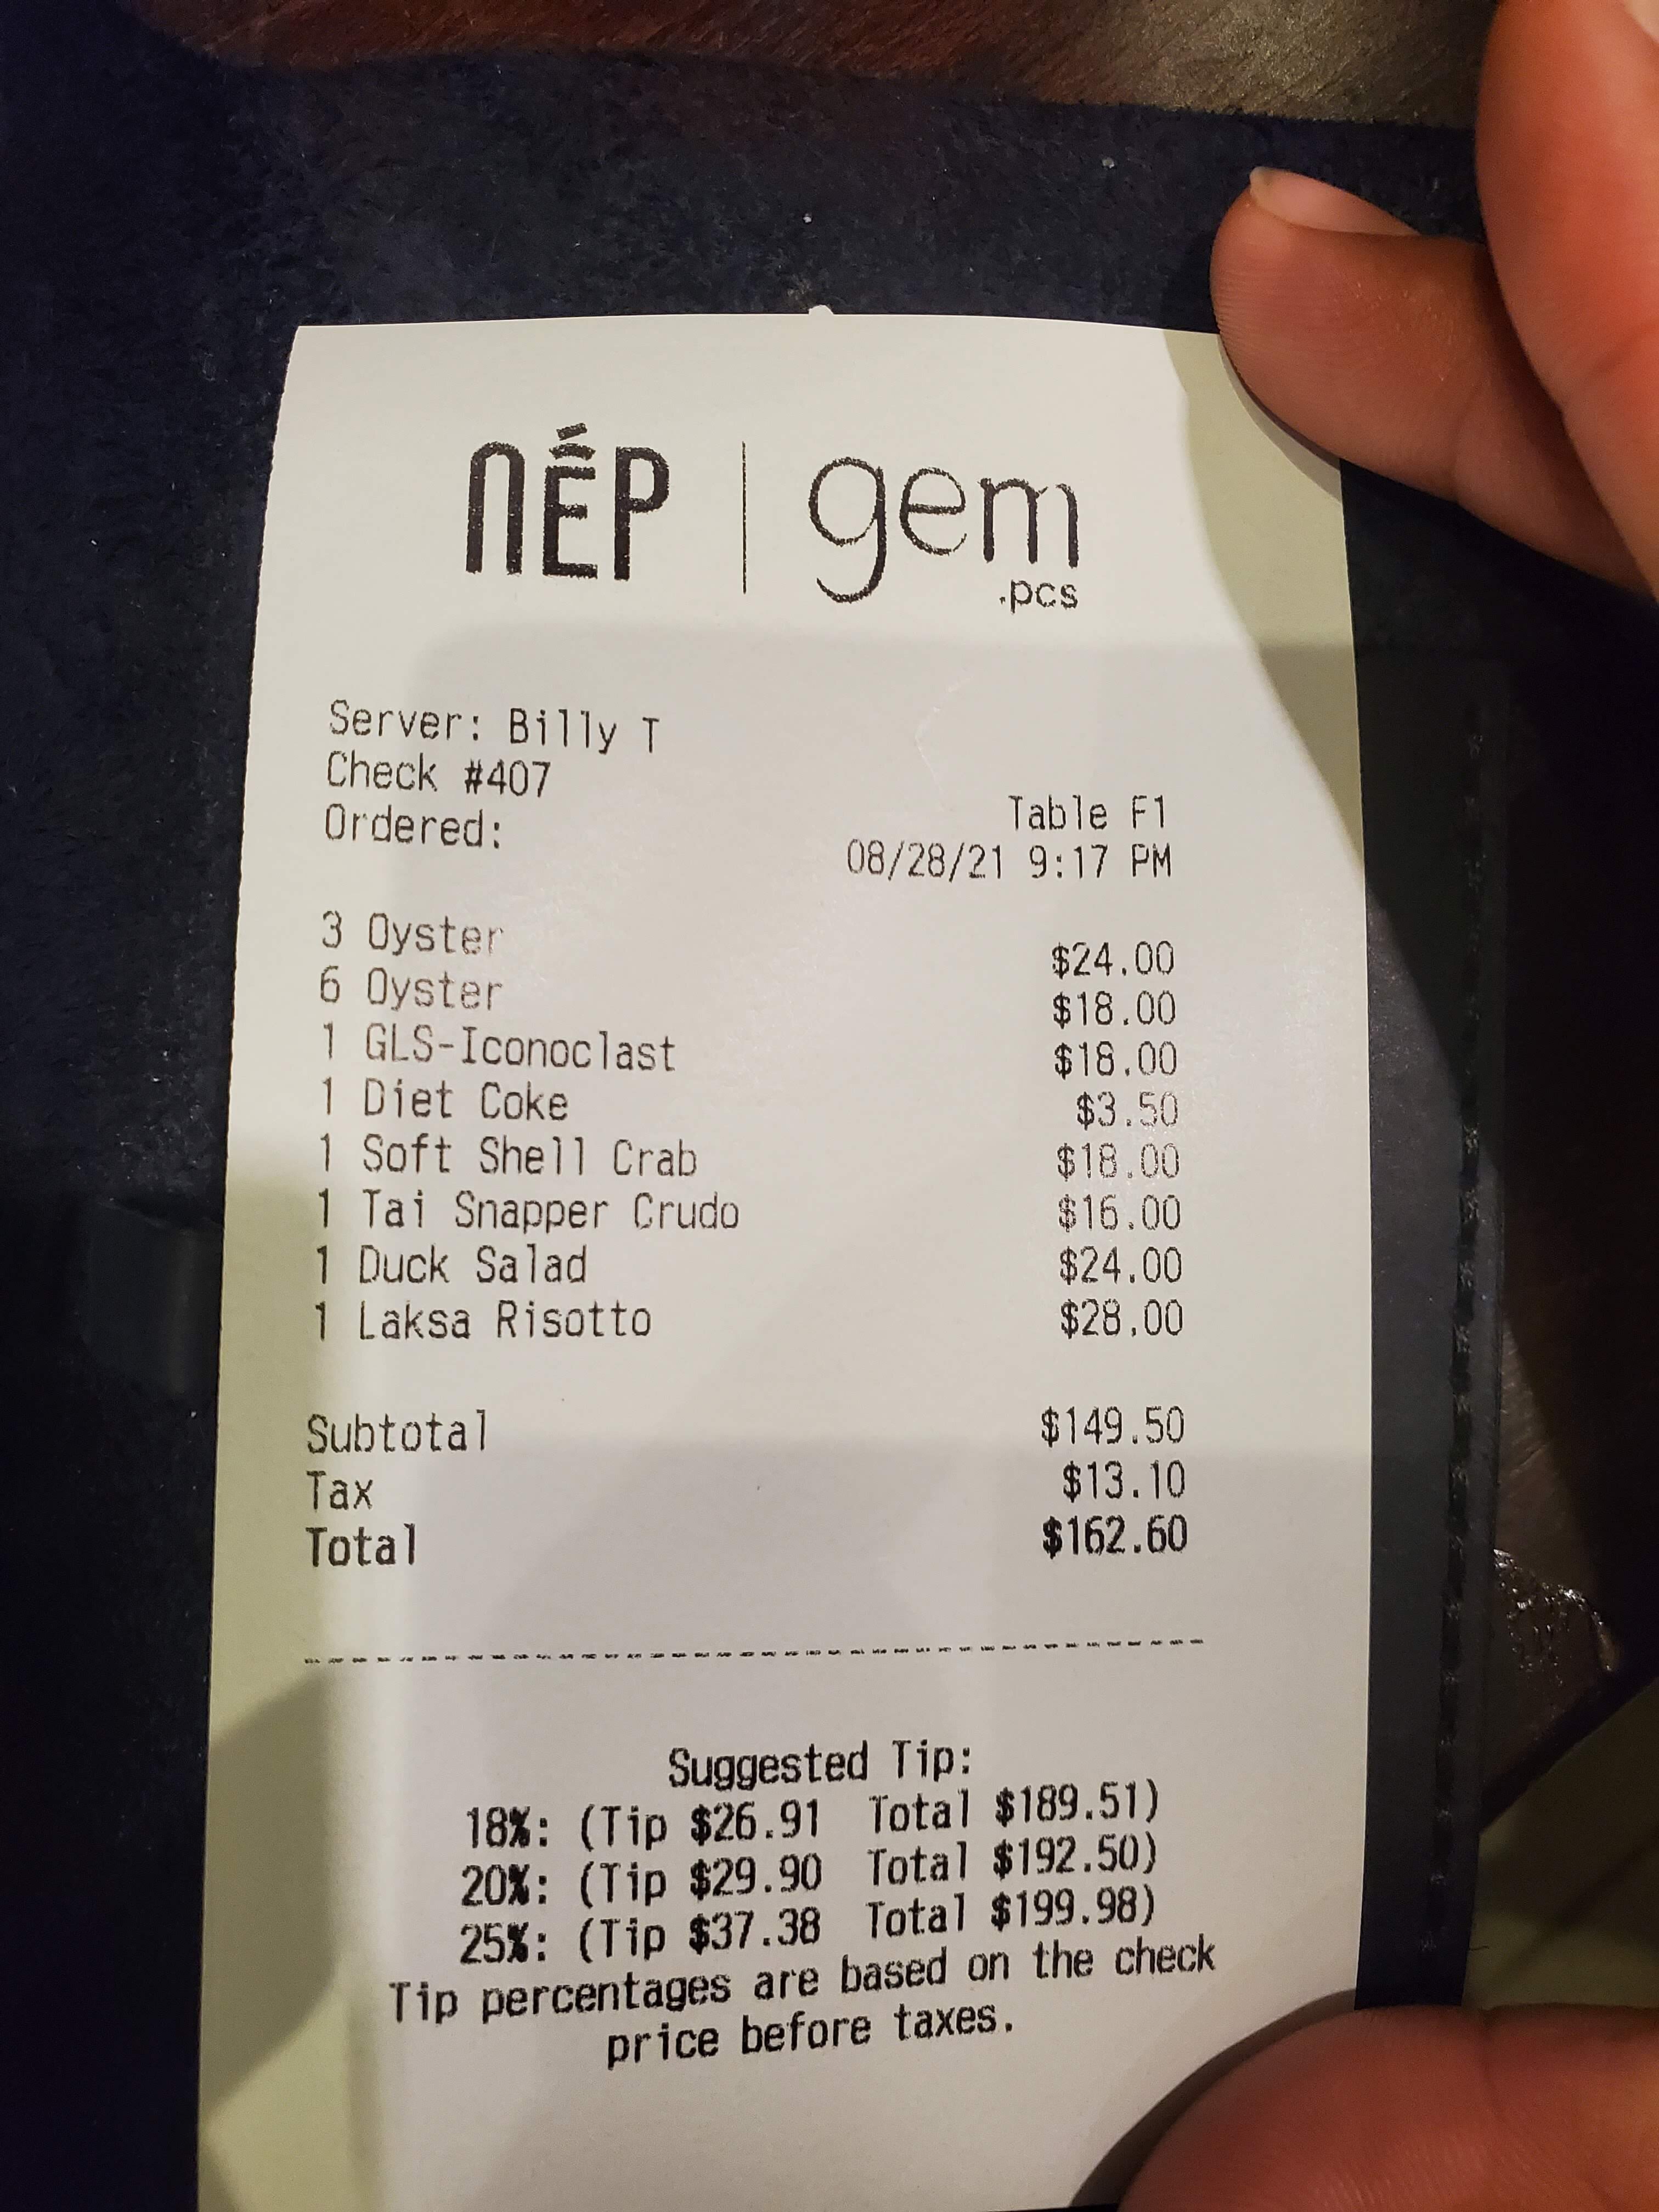 NẾP | gem
.pcs
Server: Billy T
Check #407 Table F1
Ordered: 08/28/21 9:17 PM
3 Oyster $24.00
6 Oyster $18.00
1 GLS-Iconoclast $18.00
1 Diet Coke $3.50
1 Soft Shell Crab $18.00
1 Tai Snapper Crudo $16.00
1 Duck Salad $24.00
1 Laksa Risotto $28.00
Subtotal $149.50
Tax $13.10
Total $162.60
Suggested Tip:
18%: (Tip $26.91 Total $189.51)
20%: (Tip $29.90 Total $192.50)
25%: (Tip $37.38 Total $199.98)
Tip percentages are based on the check
price before taxes.